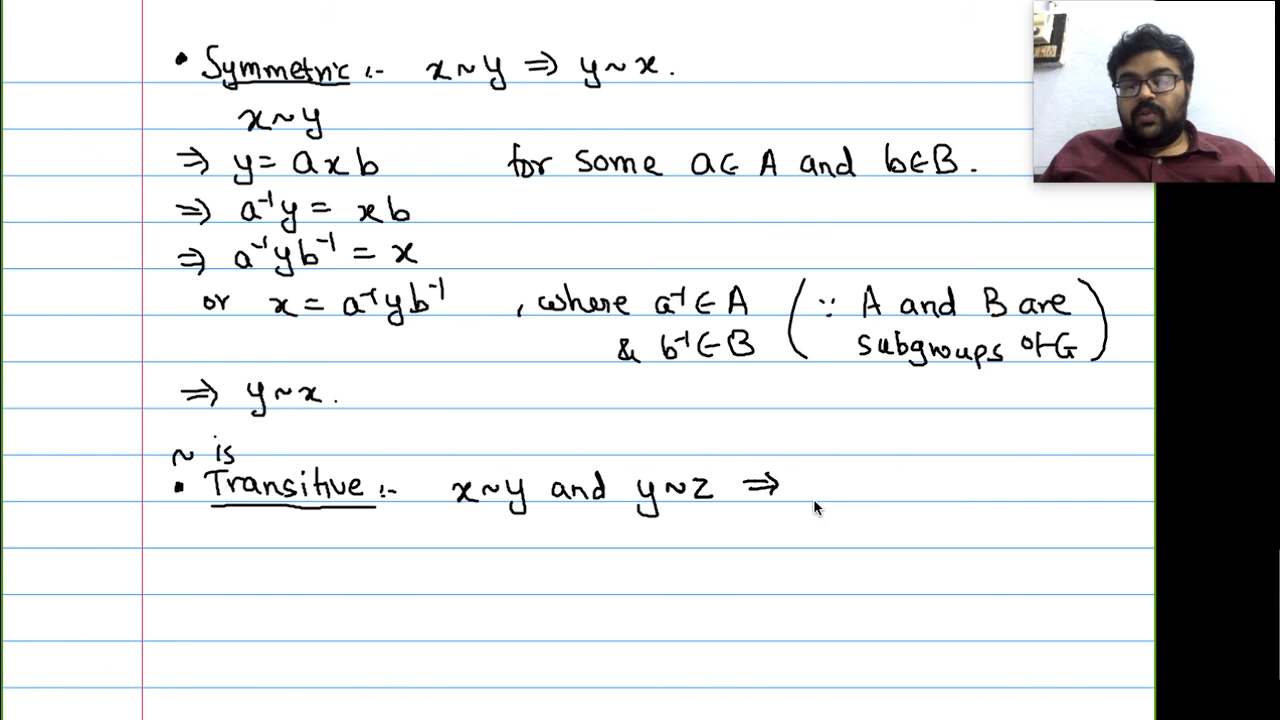 • Symmetric :- x~y ⇒ y~x.
x~y
⇒ y = axb for some a∈A and b∈B.
⇒ a⁻¹y = xb
⇒ a⁻¹yb⁻¹ = x
or x = a⁻¹yb⁻¹ , where a⁻¹∈A (∵ A and B are
& b⁻¹∈B subgroups of G)
⇒ y~x.
~ is
• Transitive :- x~y and y~z ⇒